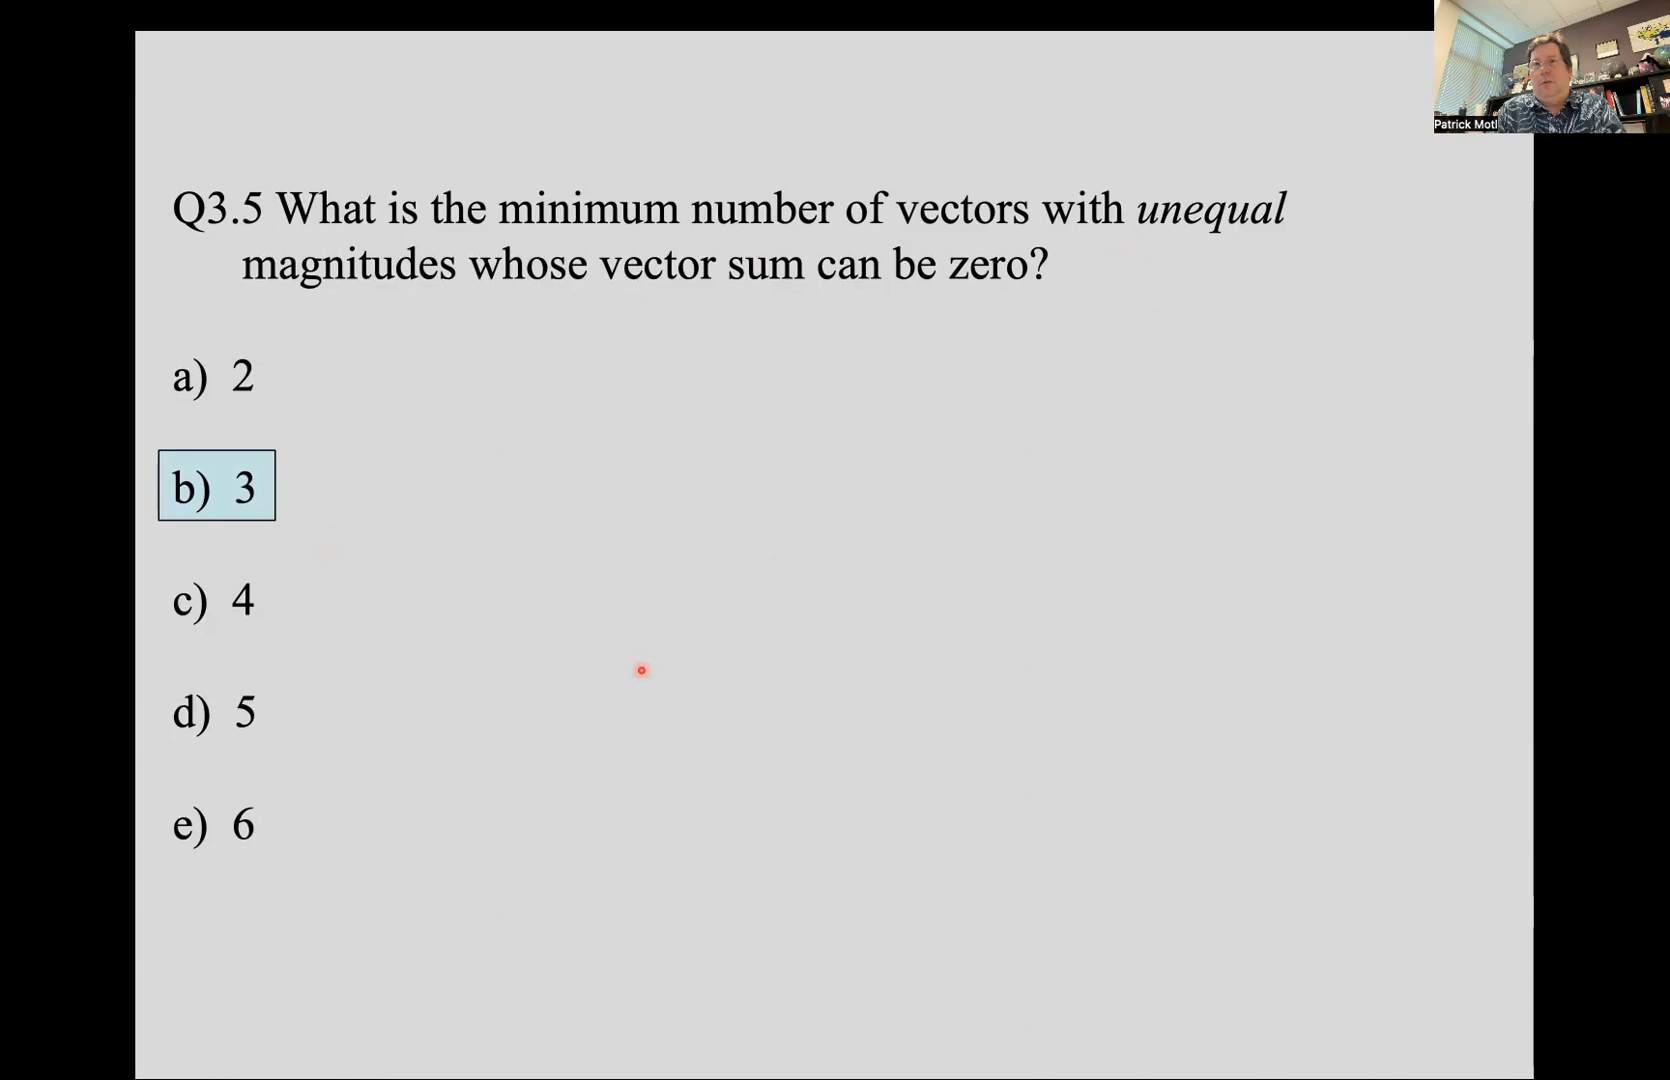 Patrick Motl
Q3.5 What is the minimum number of vectors with unequal
magnitudes whose vector sum can be zero?
a) 2
b) 3
c) 4
d) 5
e) 6